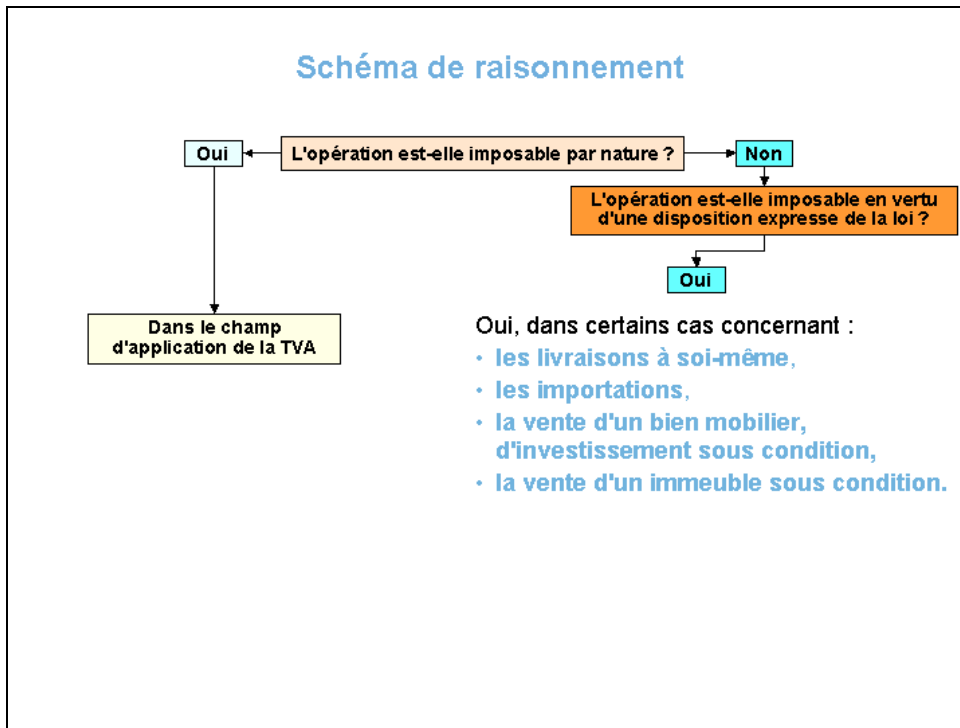 Schéma de raisonnement
Oui
L'opération est-elle imposable par nature ?
Non
L'opération est-elle imposable en vertu
d'une disposition expresse de la loi ?
Oui
Dans le champ
d'application de la TVA
Oui, dans certains cas concernant :
• les livraisons à soi-même,
• les importations,
• la vente d'un bien mobilier,
d'investissement sous condition,
• la vente d'un immeuble sous condition.